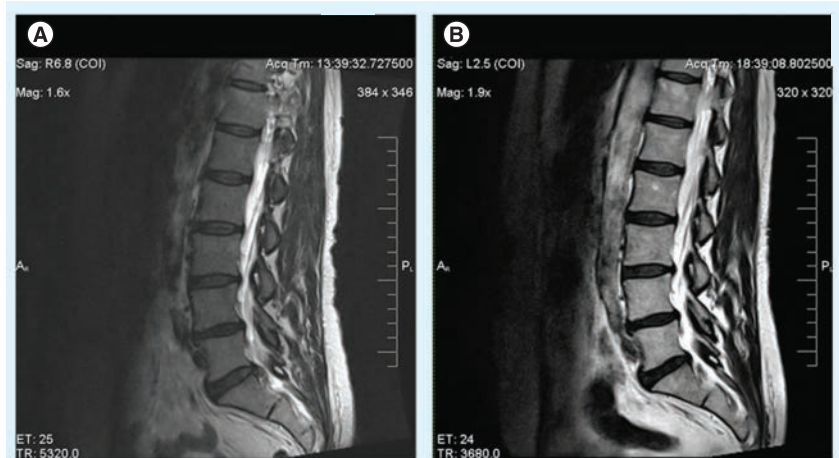 A
Sag: R6.8 (COI)
Acq Tm: 13:39:32.727500
Mag: 1.6x
384 x 346
A
P
ET: 25
TR: 5320.0
B
Sag: L2.5 (COI)
Acq Tm: 18:39:08.802500
Mag: 1.9x
320 x 320
A
P
ET: 24
TR: 3680.0